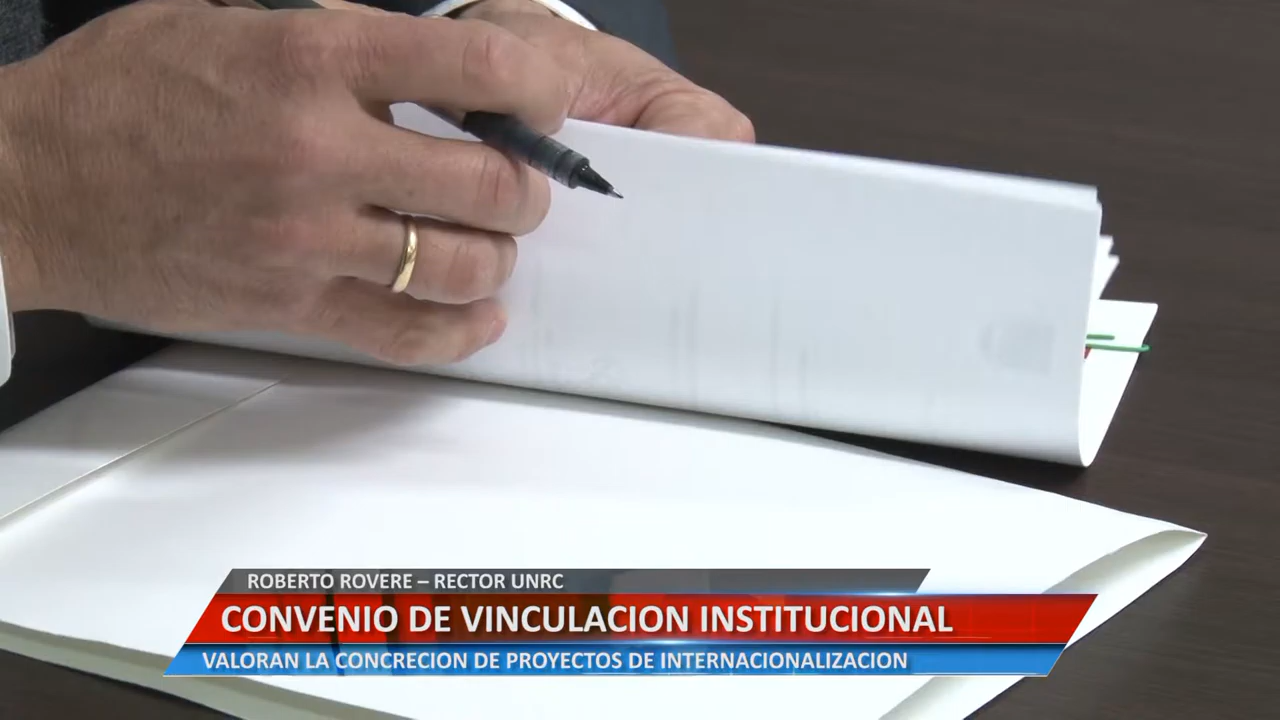 ROBERTO ROVERE – RECTOR UNRC
CONVENIO DE VINCULACION INSTITUCIONAL
VALORAN LA CONCRECION DE PROYECTOS DE INTERNACIONALIZACION